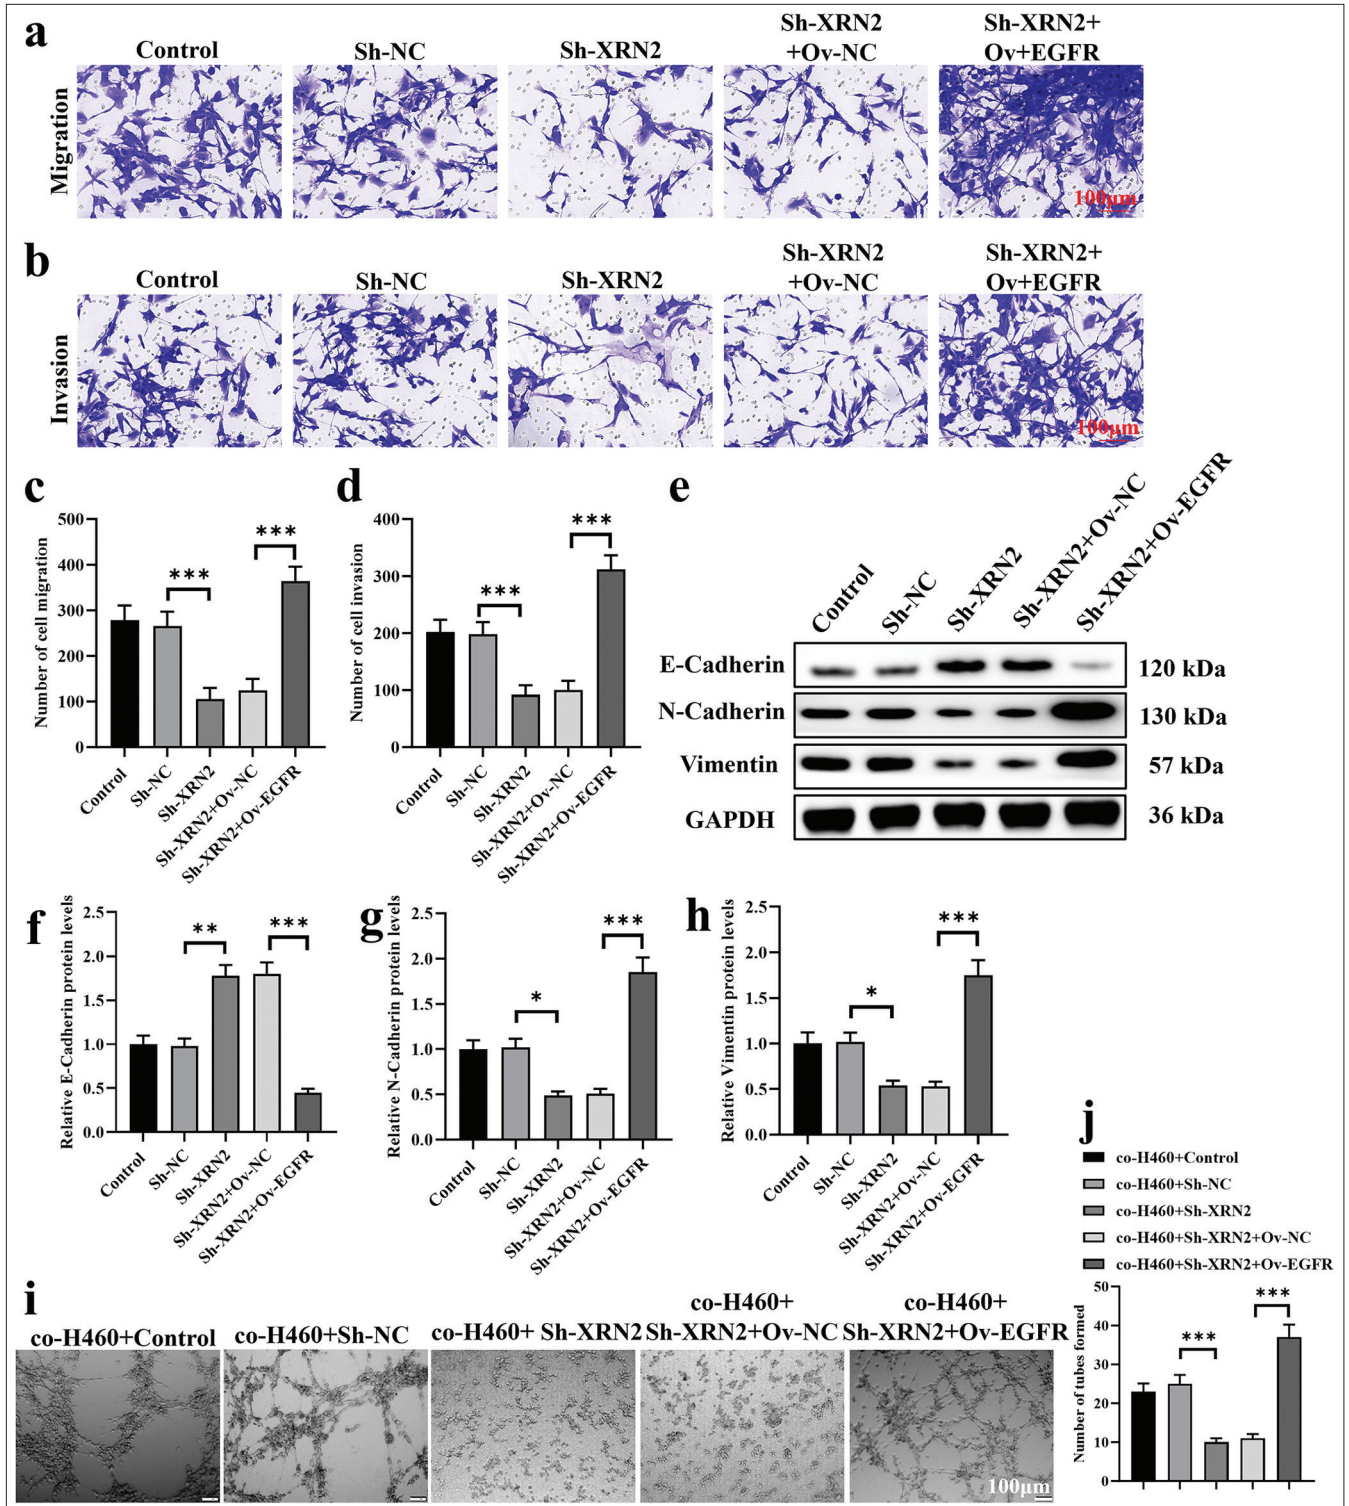 a
Control
Sh-NC
Sh-XRN2
Sh-XRN2
+Ov-NC
Sh-XRN2+
Ov+EGFR
Migration
100μm
b
Control
Sh-NC
Sh-XRN2
Sh-XRN2
+Ov-NC
Sh-XRN2+
Ov+EGFR
Invasion
100μm
c
Number of cell migration
500
400
300
200
100
0
***
***
Control
Sh-NC
Sh-XRN2
Sh-XRN2+Ov-NC
Sh-XRN2+Ov-EGFR
d
Number of cell invasion
400
300
200
100
0
***
***
Control
Sh-NC
Sh-XRN2
Sh-XRN2+Ov-NC
Sh-XRN2+Ov-EGFR
e
Control
Sh-NC
Sh-XRN2
Sh-XRN2+Ov-NC
Sh-XRN2+Ov-EGFR
E-Cadherin 120 kDa
N-Cadherin 130 kDa
Vimentin 57 kDa
GAPDH 36 kDa
f
Relative E-Cadherin protein levels
2.5
2.0
1.5
1.0
0.5
0.0
**
***
Control
Sh-NC
Sh-XRN2
Sh-XRN2+Ov-NC
Sh-XRN2+Ov-EGFR
g
Relative N-Cadherin protein levels
2.5
2.0
1.5
1.0
0.5
0.0
*
***
Control
Sh-NC
Sh-XRN2
Sh-XRN2+Ov-NC
Sh-XRN2+Ov-EGFR
h
Relative Vimentin protein levels
2.5
2.0
1.5
1.0
0.5
0.0
*
***
Control
Sh-NC
Sh-XRN2
Sh-XRN2+Ov-NC
Sh-XRN2+Ov-EGFR
i
co-H460+Control
co-H460+Sh-NC
co-H460+ Sh-XRN2
co-H460+
Sh-XRN2+Ov-NC
co-H460+
Sh-XRN2+Ov-EGFR
100μm
j
co-H460+Control
co-H460+Sh-NC
co-H460+Sh-XRN2
co-H460+Sh-XRN2+Ov-NC
co-H460+Sh-XRN2+Ov-EGFR
Number of tubes formed
50
40
30
20
10
0
***
***